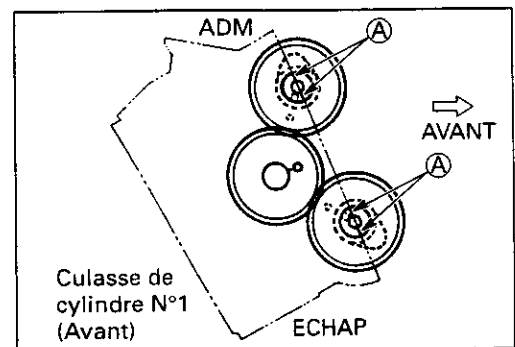 ADM
A
AVANT
A
Culasse de
cylindre N°1
(Avant)
ECHAP